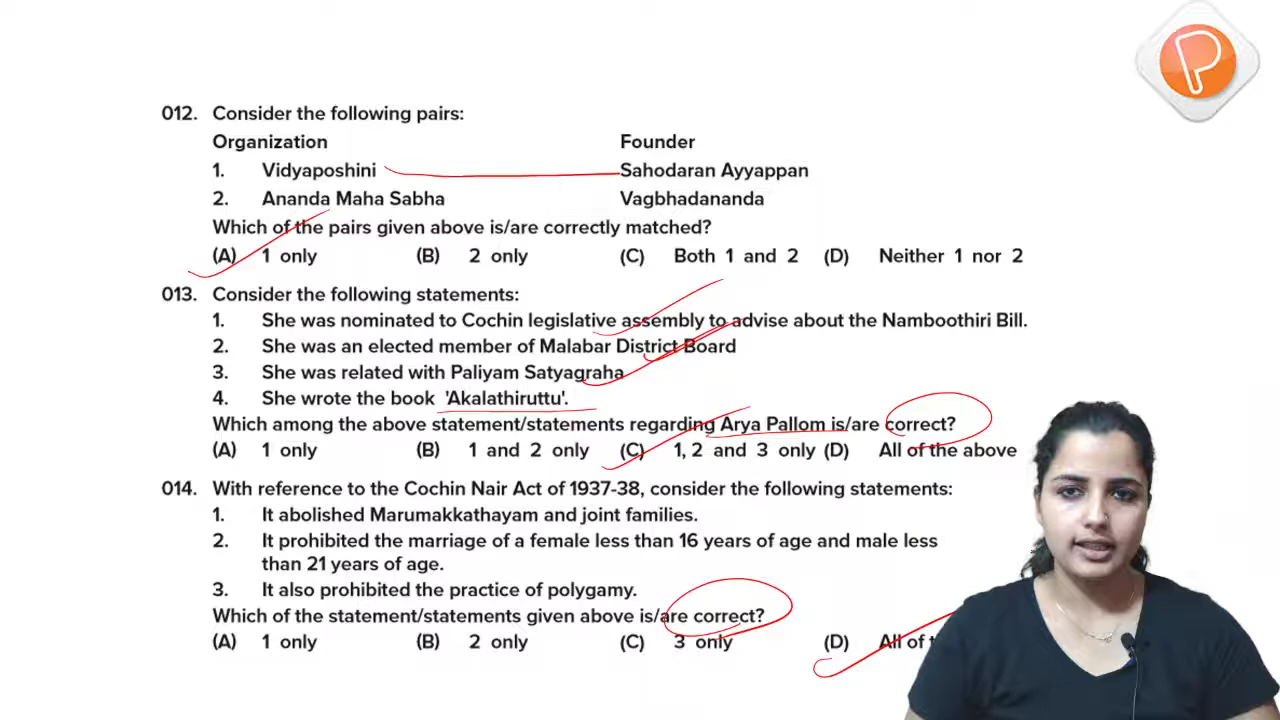 012. Consider the following pairs:
Organization Founder
1. Vidyaposhini Sahodaran Ayyappan
2. Ananda Maha Sabha Vagbhadananda
Which of the pairs given above is/are correctly matched?
(A) 1 only (B) 2 only (C) Both 1 and 2 (D) Neither 1 nor 2
013. Consider the following statements:
1. She was nominated to Cochin legislative assembly to advise about the Namboothiri Bill.
2. She was an elected member of Malabar District Board
3. She was related with Paliyam Satyagraha
4. She wrote the book 'Akalathiruttu'.
Which among the above statement/statements regarding Arya Pallom is/are correct?
(A) 1 only (B) 1 and 2 only (C) 1, 2 and 3 only (D) All of the above
014. With reference to the Cochin Nair Act of 1937-38, consider the following statements:
1. It abolished Marumakkathayam and joint families.
2. It prohibited the marriage of a female less than 16 years of age and male less
than 21 years of age.
3. It also prohibited the practice of polygamy.
Which of the statement/statements given above is/are correct?
(A) 1 only (B) 2 only (C) 3 only (D) All of